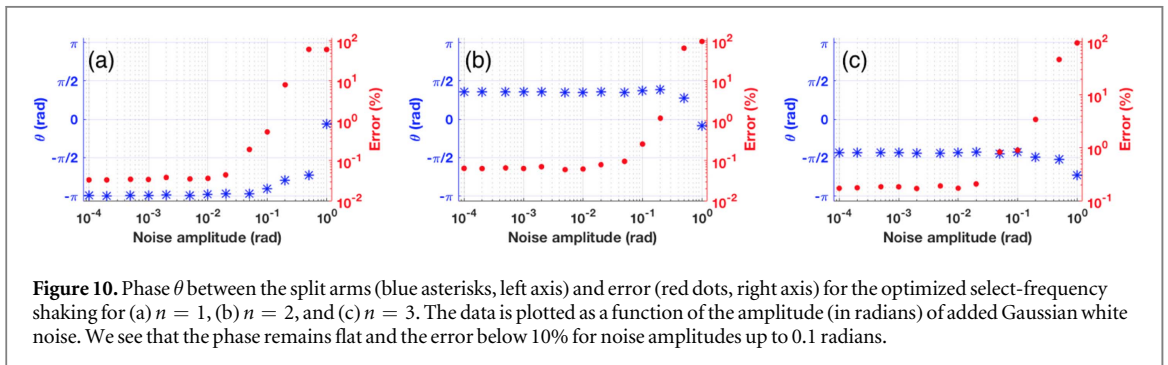 (a)
π
π/2
0
-π/2
-π
θ (rad)
10^2
10^1
10^0
10^-1
10^-2
Error (%)
10^-4 10^-3 10^-2 10^-1 10^0
Noise amplitude (rad)
(b)
π
π/2
0
-π/2
-π
θ (rad)
10^2
10^1
10^0
10^-1
10^-2
Error (%)
10^-4 10^-3 10^-2 10^-1 10^0
Noise amplitude (rad)
(c)
π
π/2
0
-π/2
-π
θ (rad)
10^2
10^1
10^0
10^-1
Error (%)
10^-4 10^-3 10^-2 10^-1 10^0
Noise amplitude (rad)
Figure 10. Phase θ between the split arms (blue asterisks, left axis) and error (red dots, right axis) for the optimized select-frequency
shaking for (a) n = 1, (b) n = 2, and (c) n = 3. The data is plotted as a function of the amplitude (in radians) of added Gaussian white
noise. We see that the phase remains flat and the error below 10% for noise amplitudes up to 0.1 radians.